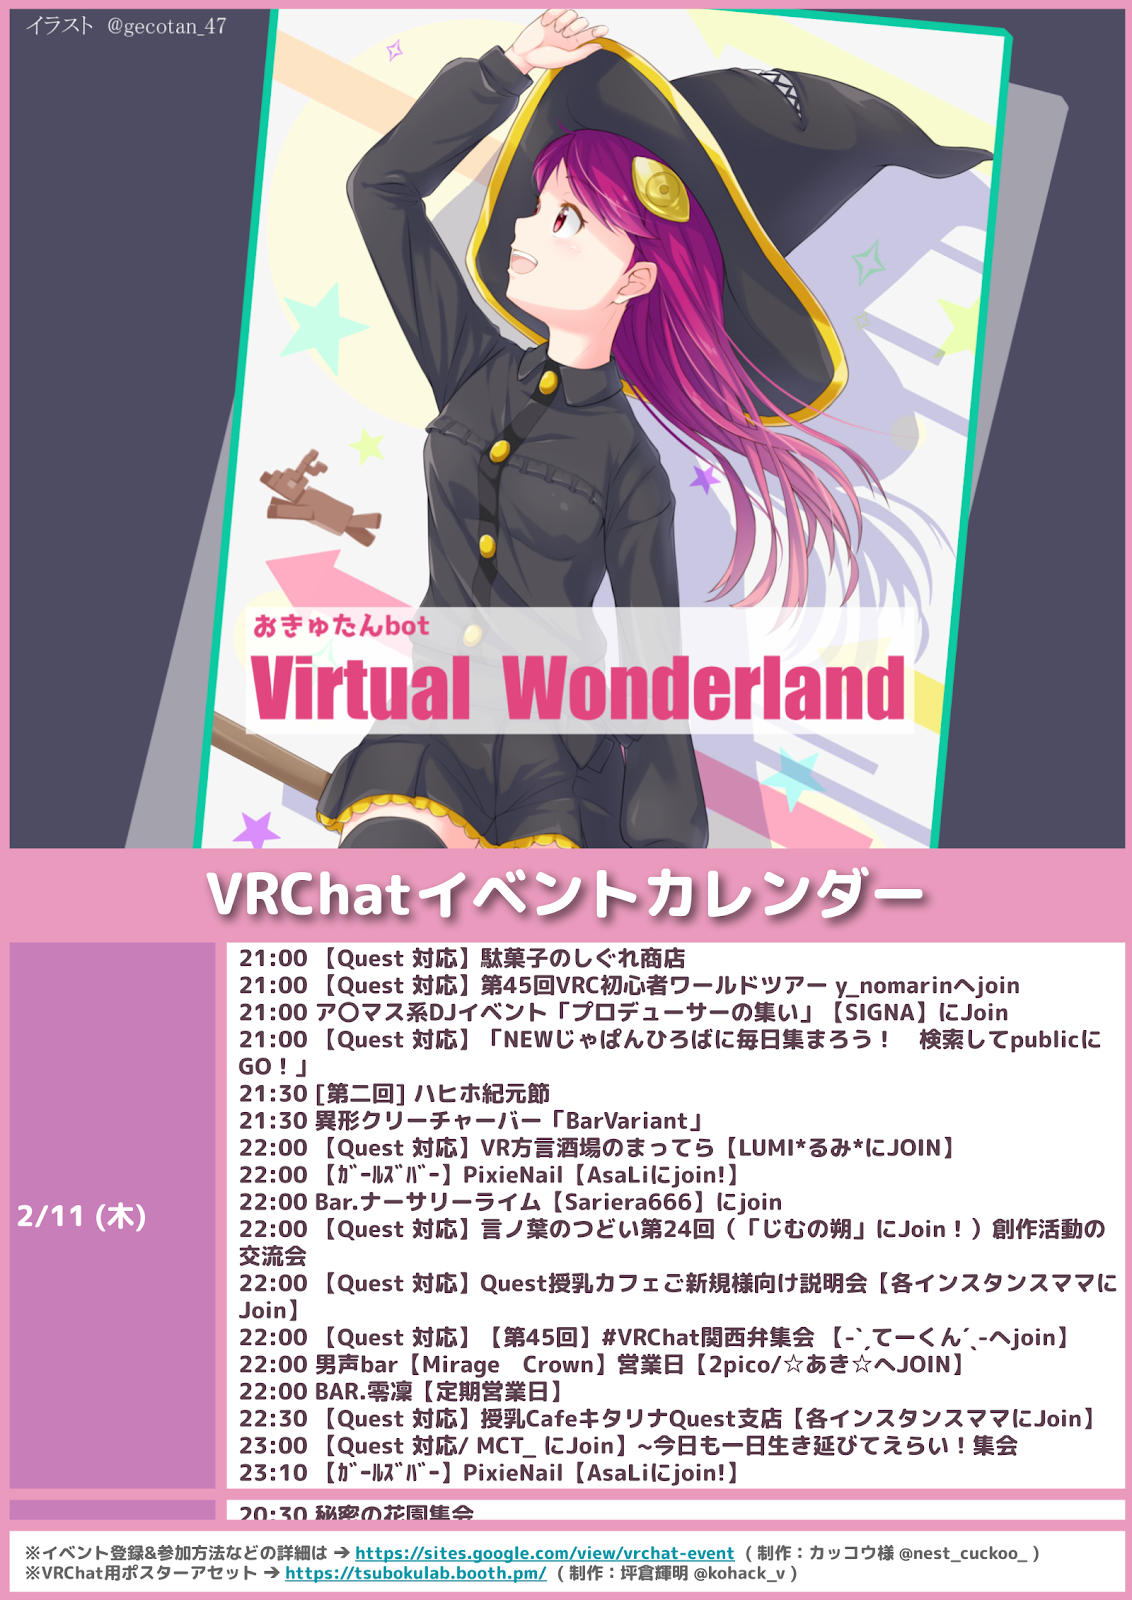 イラスト @gecotan_47
おきゅたんbot
Virtual Wonderland
VRChatイベントカレンダー
2/11 (木)
21:00 【Quest 対応】駄菓子のしぐれ商店
21:00 【Quest 対応】第45回VRC初心者ワールドツアー y_nomarinへjoin
21:00 ア〇マス系DJイベント「プロデューサーの集い」【SIGNA】にJoin
21:00 【Quest 対応】「NEWじゃぱんひろばに毎日集まろう！　検索してpublicに
GO！」
21:30 [第二回] ハヒホ紀元節
21:30 異形クリーチャーバー「BarVariant」
22:00 【Quest 対応】VR方言酒場のまってら【LUMI*るみ*にJOIN】
22:00 【ｶﾞｰﾙｽﾞﾊﾞｰ】PixieNail【AsaLiにjoin!】
22:00 Bar.ナーサリーライム【Sariera666】にjoin
22:00 【Quest 対応】言ノ葉のつどい第24回（「じむの朔」にJoin！）創作活動の
交流会
22:00 【Quest 対応】Quest授乳カフェご新規様向け説明会【各インスタンスママに
Join】
22:00 【Quest 対応】【第45回】#VRChat関西弁集会 【-`ˏてーくん´ˎ-へjoin】
22:00 男声bar【Mirage　Crown】営業日【2pico/☆あき☆へJOIN】
22:00 BAR.零凜【定期営業日】
22:30 【Quest 対応】授乳CafeキタリナQuest支店【各インスタンスママにJoin】
23:00 【Quest 対応/ MCT_ にJoin】~今日も一日生き延びてえらい！集会
23:10 【ｶﾞｰﾙｽﾞﾊﾞｰ】PixieNail【AsaLiにjoin!】
20:30 秘密の花園集会
※イベント登録&参加方法などの詳細は ➔ https://sites.google.com/view/vrchat-event （ 制作：カッコウ様 @nest_cuckoo_ ）
※VRChat用ポスターアセット ➔ https://tsubokulab.booth.pm/ （ 制作：坪倉輝明 @kohack_v ）